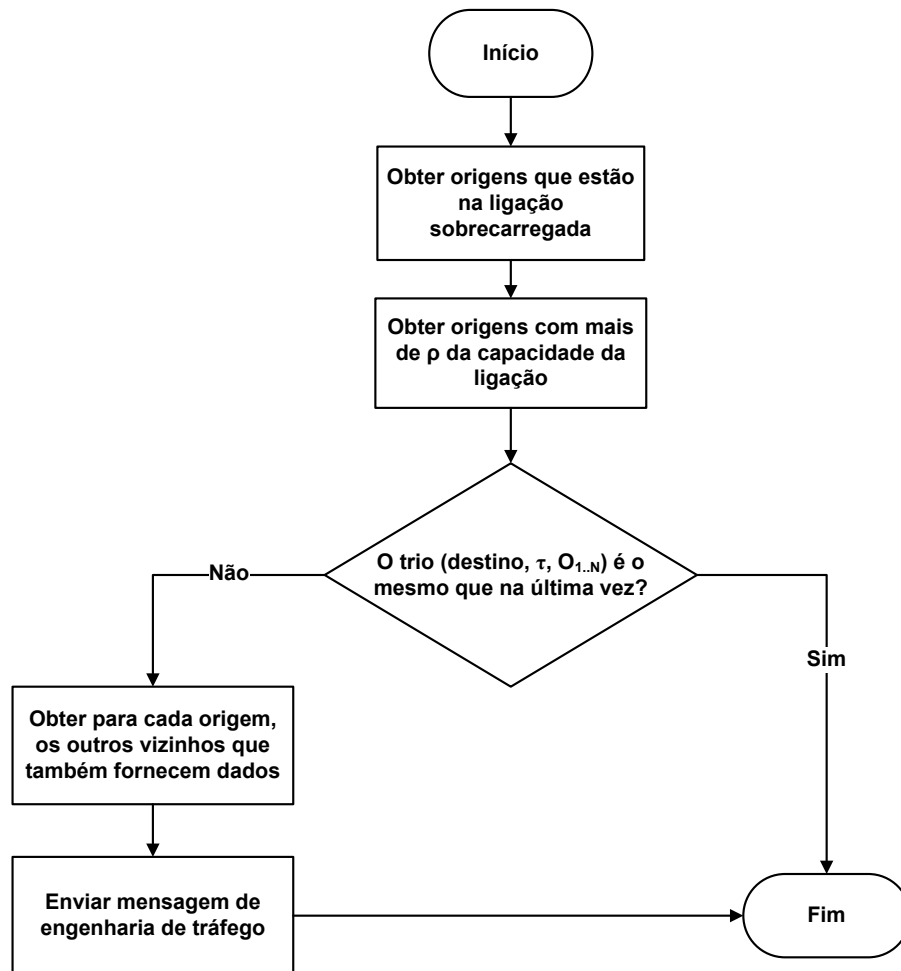 Início
Obter origens que estão
na ligação
sobrecarregada
Obter origens com mais
de ρ da capacidade da
ligação
O trio (destino, τ, O1..N) é o
mesmo que na última vez?
Não
Sim
Obter para cada origem,
os outros vizinhos que
também fornecem dados
Enviar mensagem de
engenharia de tráfego
Fim